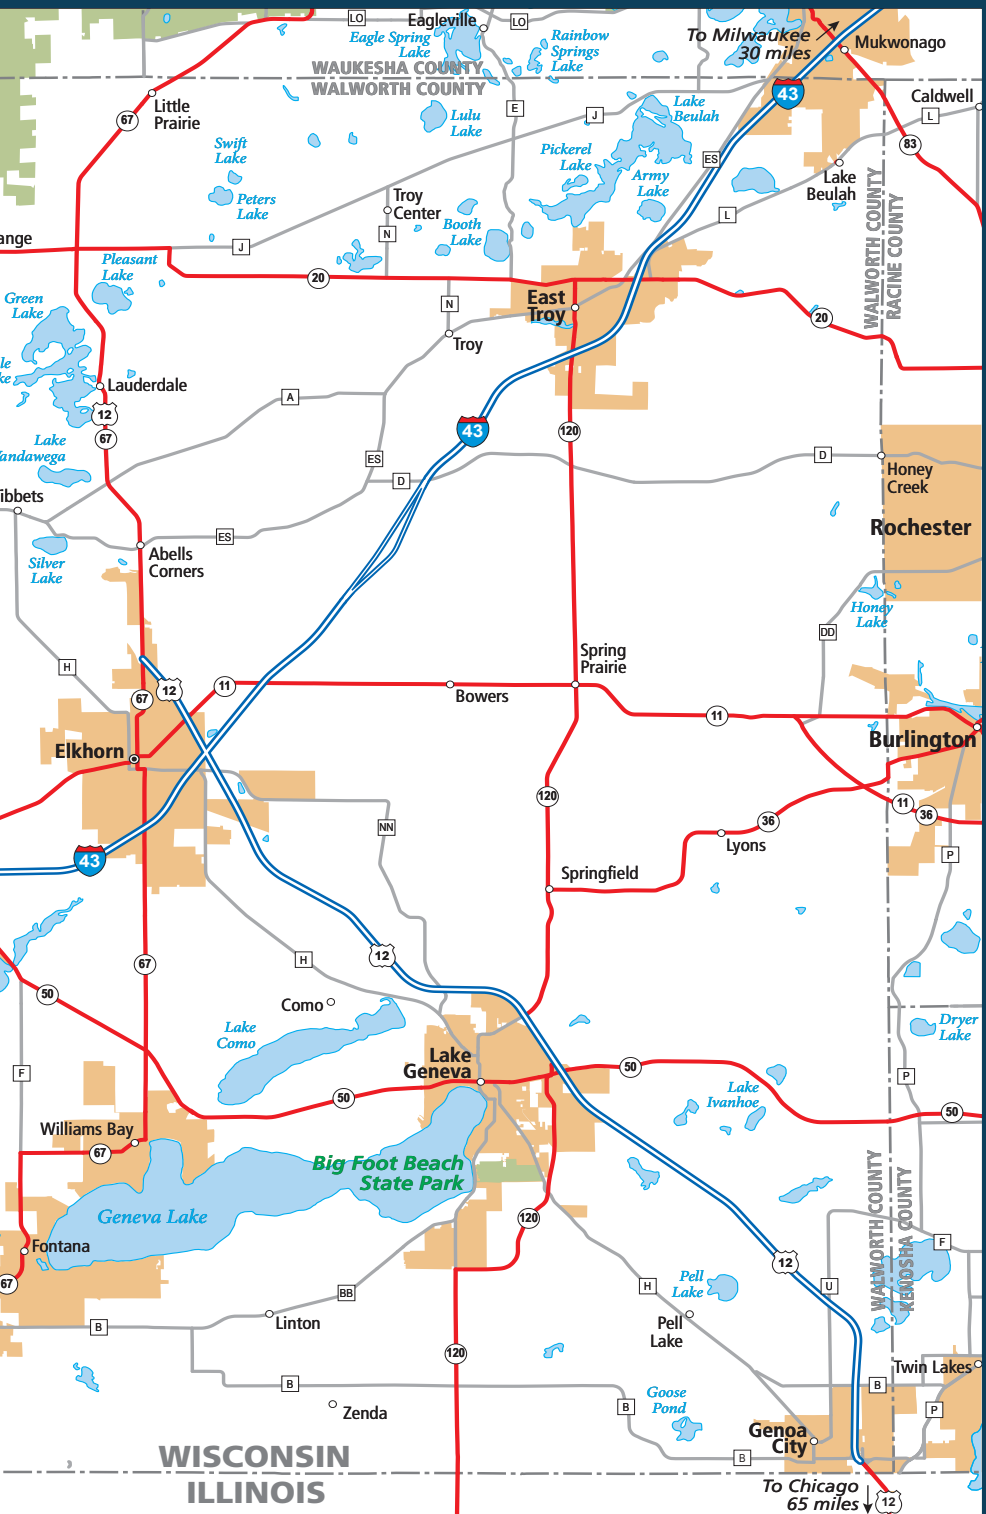 LO
Eagleville
LO
Eagle Spring
Lake
Rainbow
Springs
Lake
To Milwaukee
30 miles
Mukwonago
WAUKESHA COUNTY
WALWORTH COUNTY
43
Caldwell
Little
Prairie
67
Lulu
Lake
E
J
Lake
Beulah
L
83
Swift
Lake
Pickerel
Lake
ES
Army
Lake
Lake
Beulah
Peters
Lake
Troy
Center
N
Booth
Lake
L
WALWORTH COUNTY
RACINE COUNTY
ange
J
Pleasant
Lake
20
Green
Lake
N
East
Troy
20
Troy
le
ke
Lauderdale
12
67
A
43
120
Lake
andawega
ES
D
D
Honey
Creek
ibbets
Rochester
ES
Abells
Corners
Silver
Lake
Honey
Lake
DD
H
Spring
Prairie
67
12
11
Bowers
11
Elkhorn
Burlington
120
11
36
36
NN
Lyons
43
Springfield
P
H
12
67
50
Como
Lake
Como
Dryer
Lake
Lake
Geneva
F
50
50
P
Lake
Ivanhoe
50
Williams Bay
67
Big Foot Beach
State Park
Geneva Lake
120
WALWORTH COUNTY
KENOSHA COUNTY
Fontana
F
12
67
BB
H
Pell
Lake
U
B
Linton
Pell
Lake
120
Twin Lakes
B
B
Goose
Pond
B
P
Zenda
Genoa
City
B
WISCONSIN
ILLINOIS
To Chicago
65 miles
12